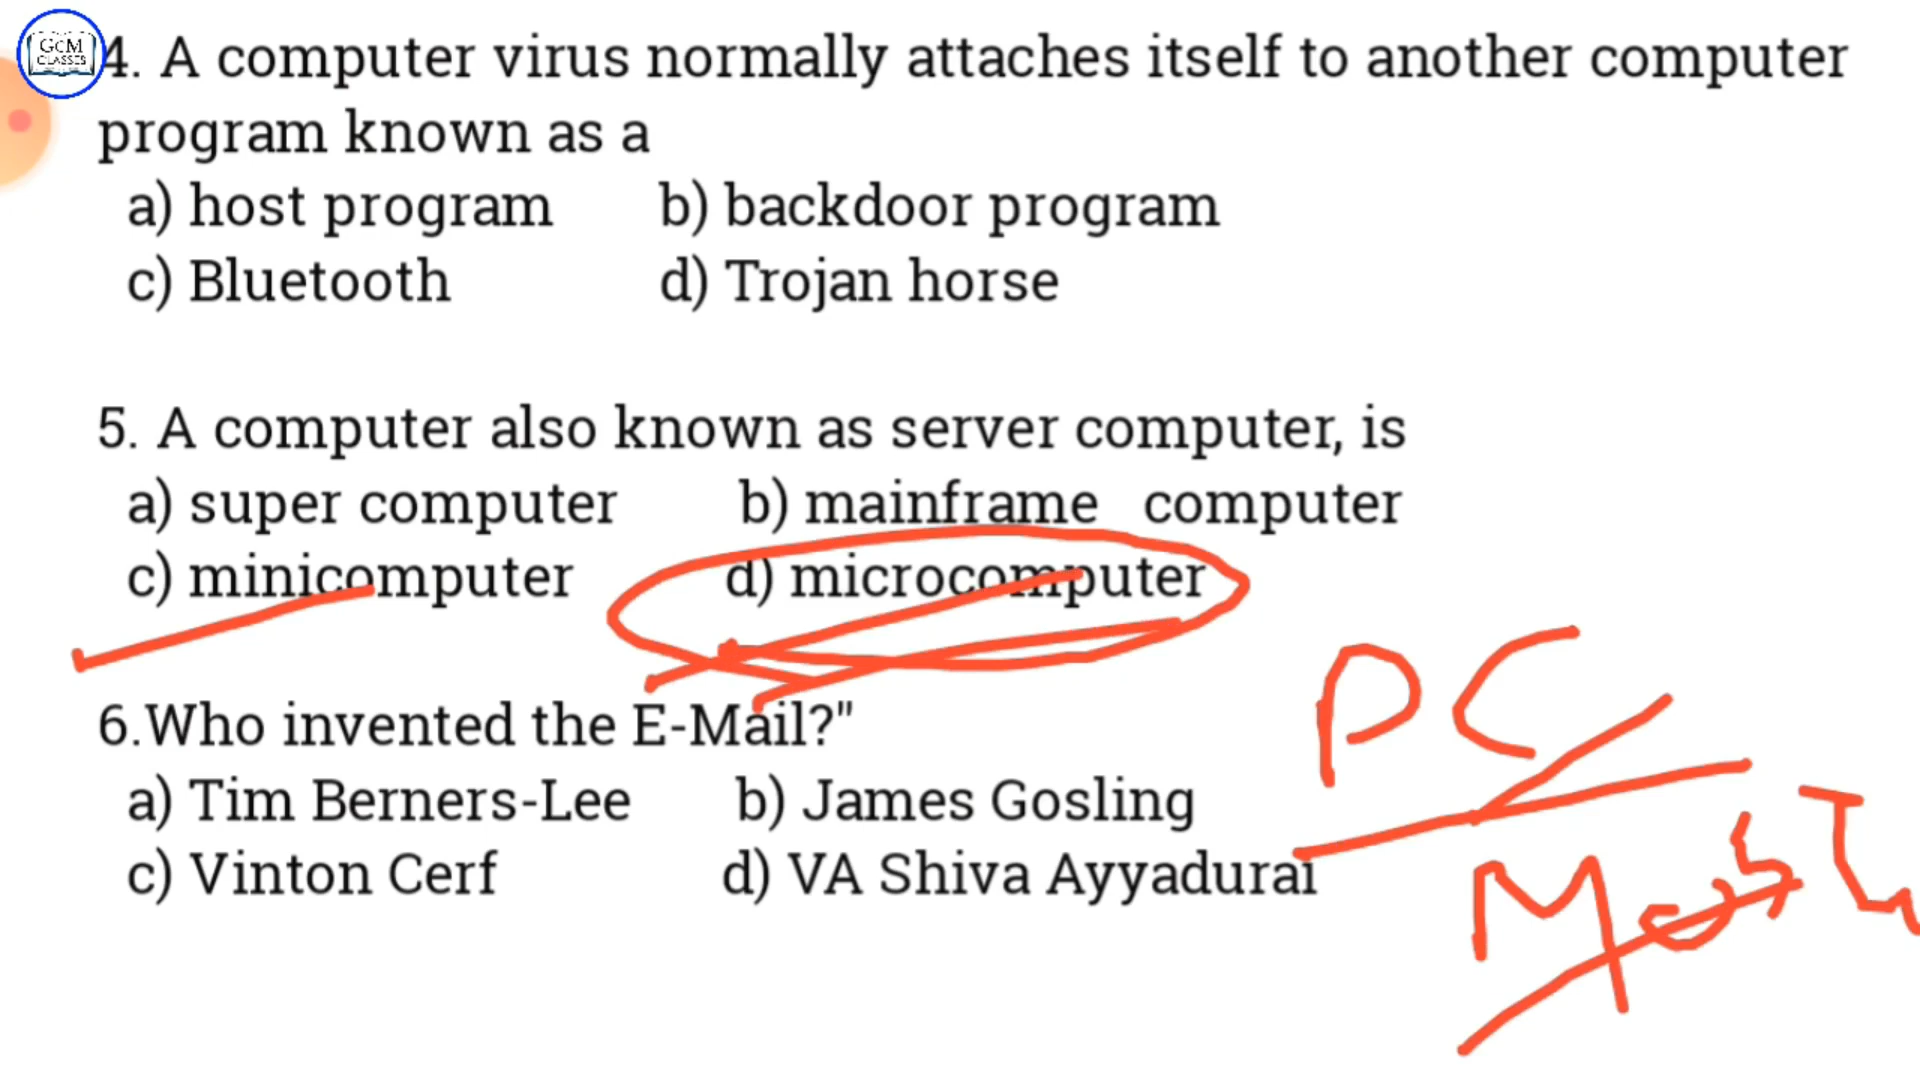 GCM
CLASSES
4. A computer virus normally attaches itself to another computer
program known as a
a) host program b) backdoor program
c) Bluetooth d) Trojan horse
5. A computer also known as server computer, is
a) super computer b) mainframe computer
c) minicomputer d) microcomputer
6.Who invented the E-Mail?"
a) Tim Berners-Lee b) James Gosling
c) Vinton Cerf d) VA Shiva Ayyadurai
PC